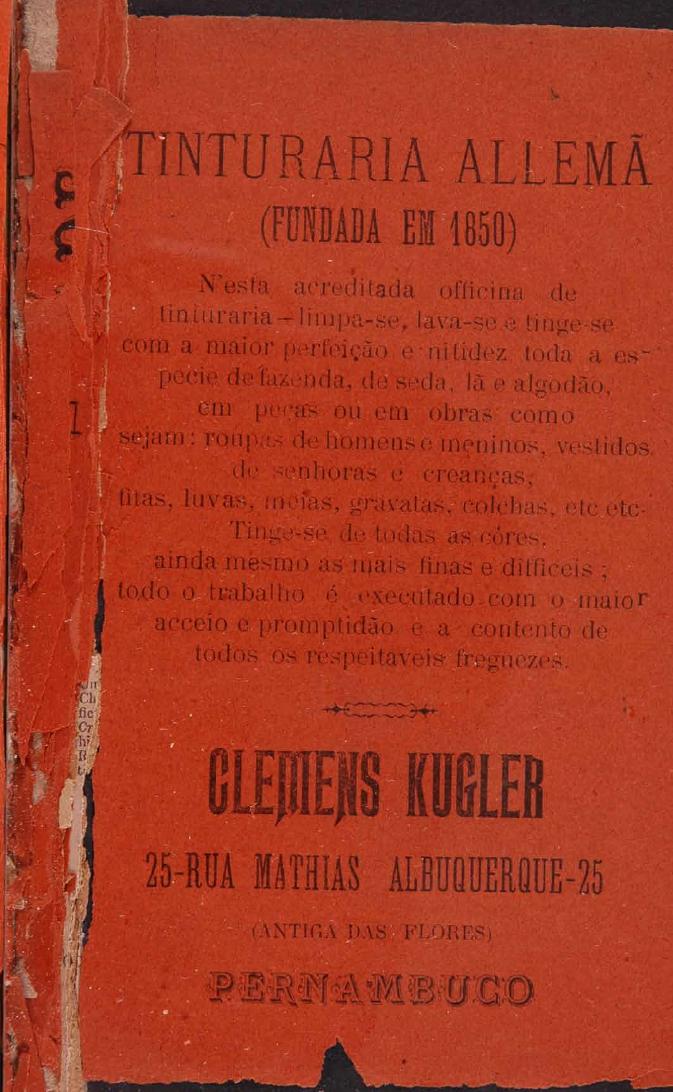 TINTURARIA ALLEMÃ
(FUNDADA EM 1850)
N'esta acreditada officina de
tinturaria—limpa-se, lava-se e tinge-se
com a maior perfeição e nitidez toda a es-
pecie de fazenda, de seda, lã e algodão,
em peças ou em obras como
sejam: roupas de homens e meninos, vestidos
de senhoras e creanças,
fitas, luvas, meias, gravatas, colchas, etc etc.
Tinge-se de todas as côres,
ainda mesmo as mais finas e difficeis;
todo o trabalho é executado com o maior
acceio e promptidão e a contento de
todos os respeitaveis freguezes.
CLEMENS KUGLER
25-RUA MATHIAS ALBUQUERQUE-25
(ANTIGA DAS FLORES)
PERNAMBUCO